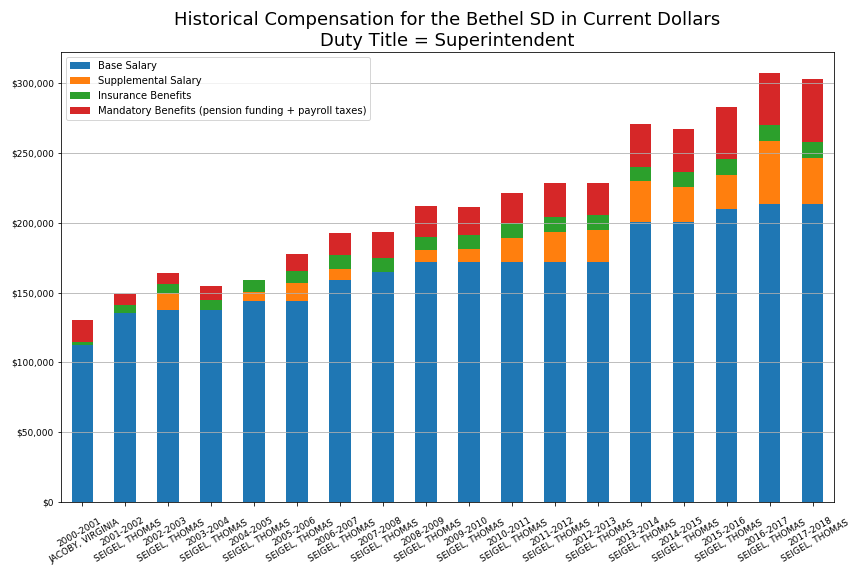 Historical Compensation for the Bethel SD in Current Dollars
Duty Title = Superintendent
Base Salary
Supplemental Salary
Insurance Benefits
Mandatory Benefits (pension funding + payroll taxes)
$300,000
$250,000
$200,000
$150,000
$100,000
$50,000
$0
2000-2001
JACOBY, VIRGINIA
2001-2002
SEIGEL, THOMAS
2002-2003
SEIGEL, THOMAS
2003-2004
SEIGEL, THOMAS
2004-2005
SEIGEL, THOMAS
2005-2006
SEIGEL, THOMAS
2006-2007
SEIGEL, THOMAS
2007-2008
SEIGEL, THOMAS
2008-2009
SEIGEL, THOMAS
2009-2010
SEIGEL, THOMAS
2010-2011
SEIGEL, THOMAS
2011-2012
SEIGEL, THOMAS
2012-2013
SEIGEL, THOMAS
2013-2014
SEIGEL, THOMAS
2014-2015
SEIGEL, THOMAS
2015-2016
SEIGEL, THOMAS
2016-2017
SEIGEL, THOMAS
2017-2018
SEIGEL, THOMAS